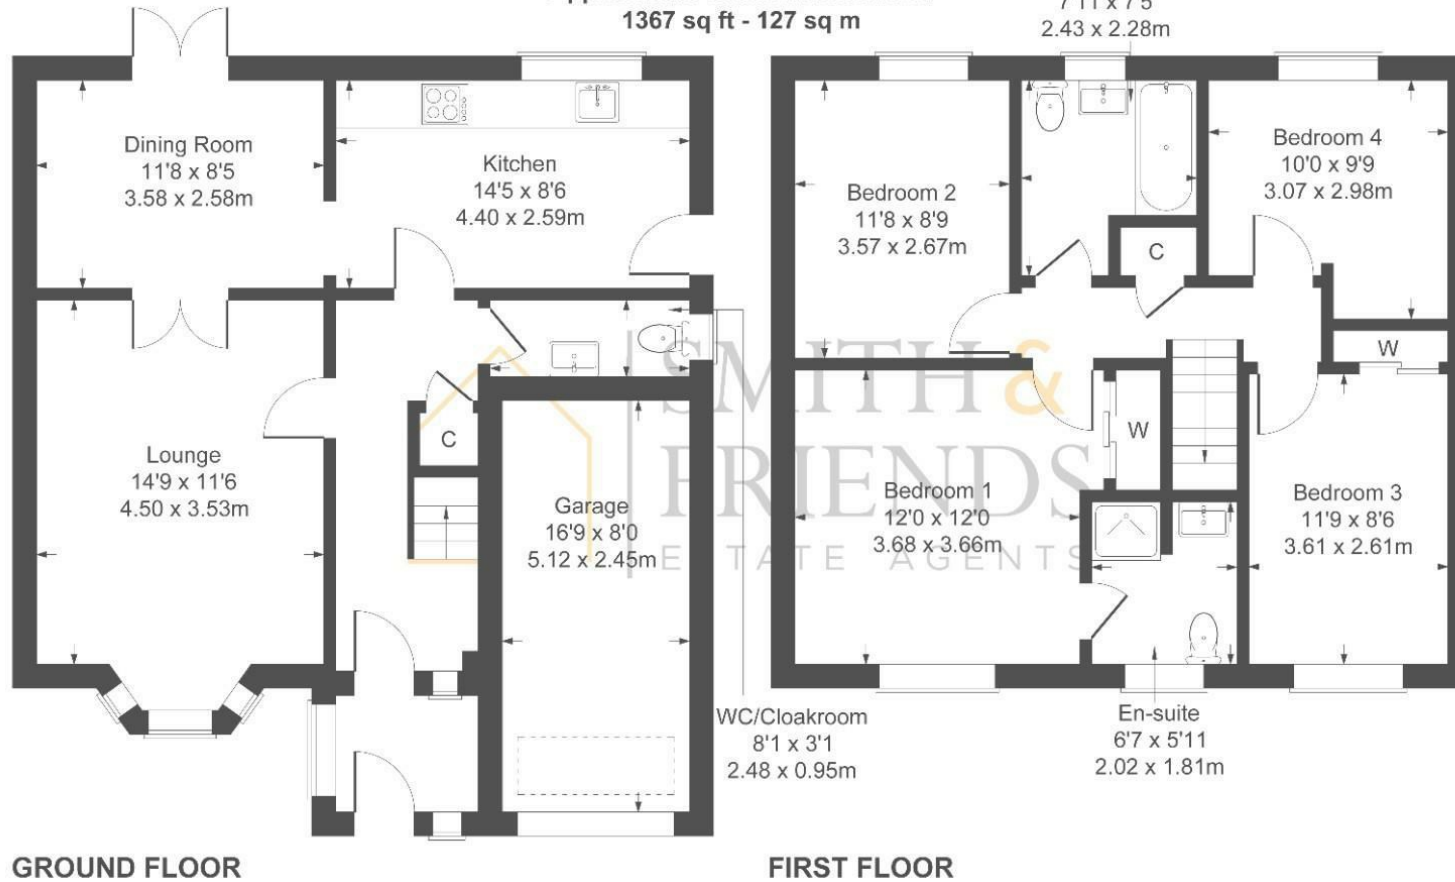 1367 sq ft - 127 sq m
7'11 x 7'5
2.43 x 2.28m
Dining Room
11'8 x 8'5
3.58 x 2.58m
Kitchen
14'5 x 8'6
4.40 x 2.59m
Lounge
14'9 x 11'6
4.50 x 3.53m
C
Garage
16'9 x 8'0
5.12 x 2.45m
WC/Cloakroom
8'1 x 3'1
2.48 x 0.95m
Bedroom 2
11'8 x 8'9
3.57 x 2.67m
Bedroom 4
10'0 x 9'9
3.07 x 2.98m
C
W
W
Bedroom 1
12'0 x 12'0
3.68 x 3.66m
Bedroom 3
11'9 x 8'6
3.61 x 2.61m
En-suite
6'7 x 5'11
2.02 x 1.81m
SMITH &
FRIENDS
ESTATE AGENTS
GROUND FLOOR
FIRST FLOOR